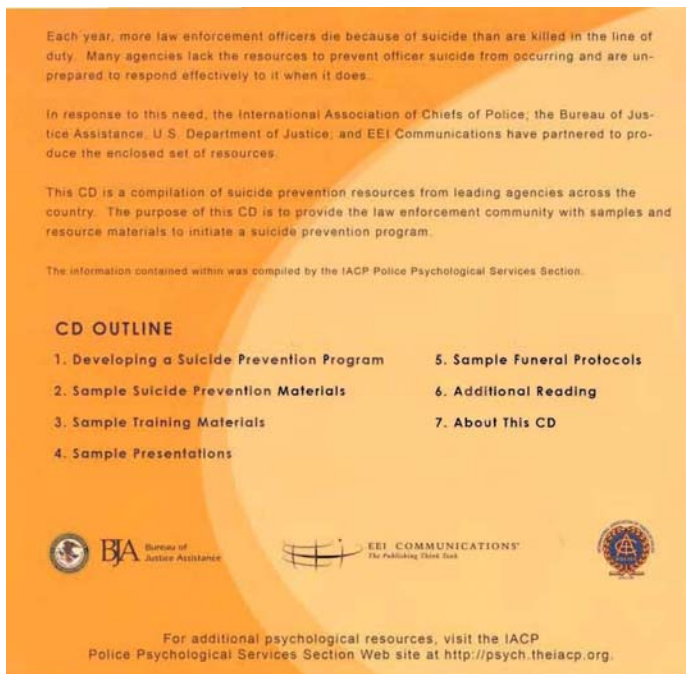 Each year, more law enforcement officers die because of suicide than are killed in the line of
duty. Many agencies lack the resources to prevent officer suicide from occurring and are un-
prepared to respond effectively to it when it does.
In response to this need, the International Association of Chiefs of Police; the Bureau of Jus-
tice Assistance, U.S. Department of Justice; and EEI Communications have partnered to pro-
duce the enclosed set of resources.
This CD is a compilation of suicide prevention resources from leading agencies across the
country. The purpose of this CD is to provide the law enforcement community with samples and
resource materials to initiate a suicide prevention program.
The information contained within was compiled by the IACP Police Psychological Services Section.
CD OUTLINE
1. Developing a Suicide Prevention Program
2. Sample Suicide Prevention Materials
3. Sample Training Materials
4. Sample Presentations
5. Sample Funeral Protocols
6. Additional Reading
7. About This CD
BJA Bureau of
Justice Assistance
EEI COMMUNICATIONS®
The Publishing Think Tank
For additional psychological resources, visit the IACP
Police Psychological Services Section Web site at http://psych.theiacp.org.